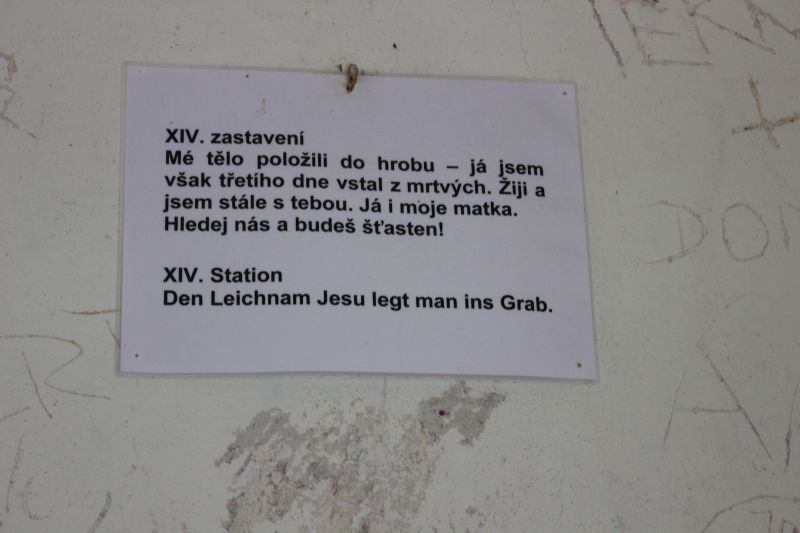 XIV. zastavení
Mé tělo položili do hrobu – já jsem
však třetího dne vstal z mrtvých. Žiji a
jsem stále s tebou. Já i moje matka.
Hledej nás a budeš šťasten!
XIV. Station
Den Leichnam Jesu legt man ins Grab.